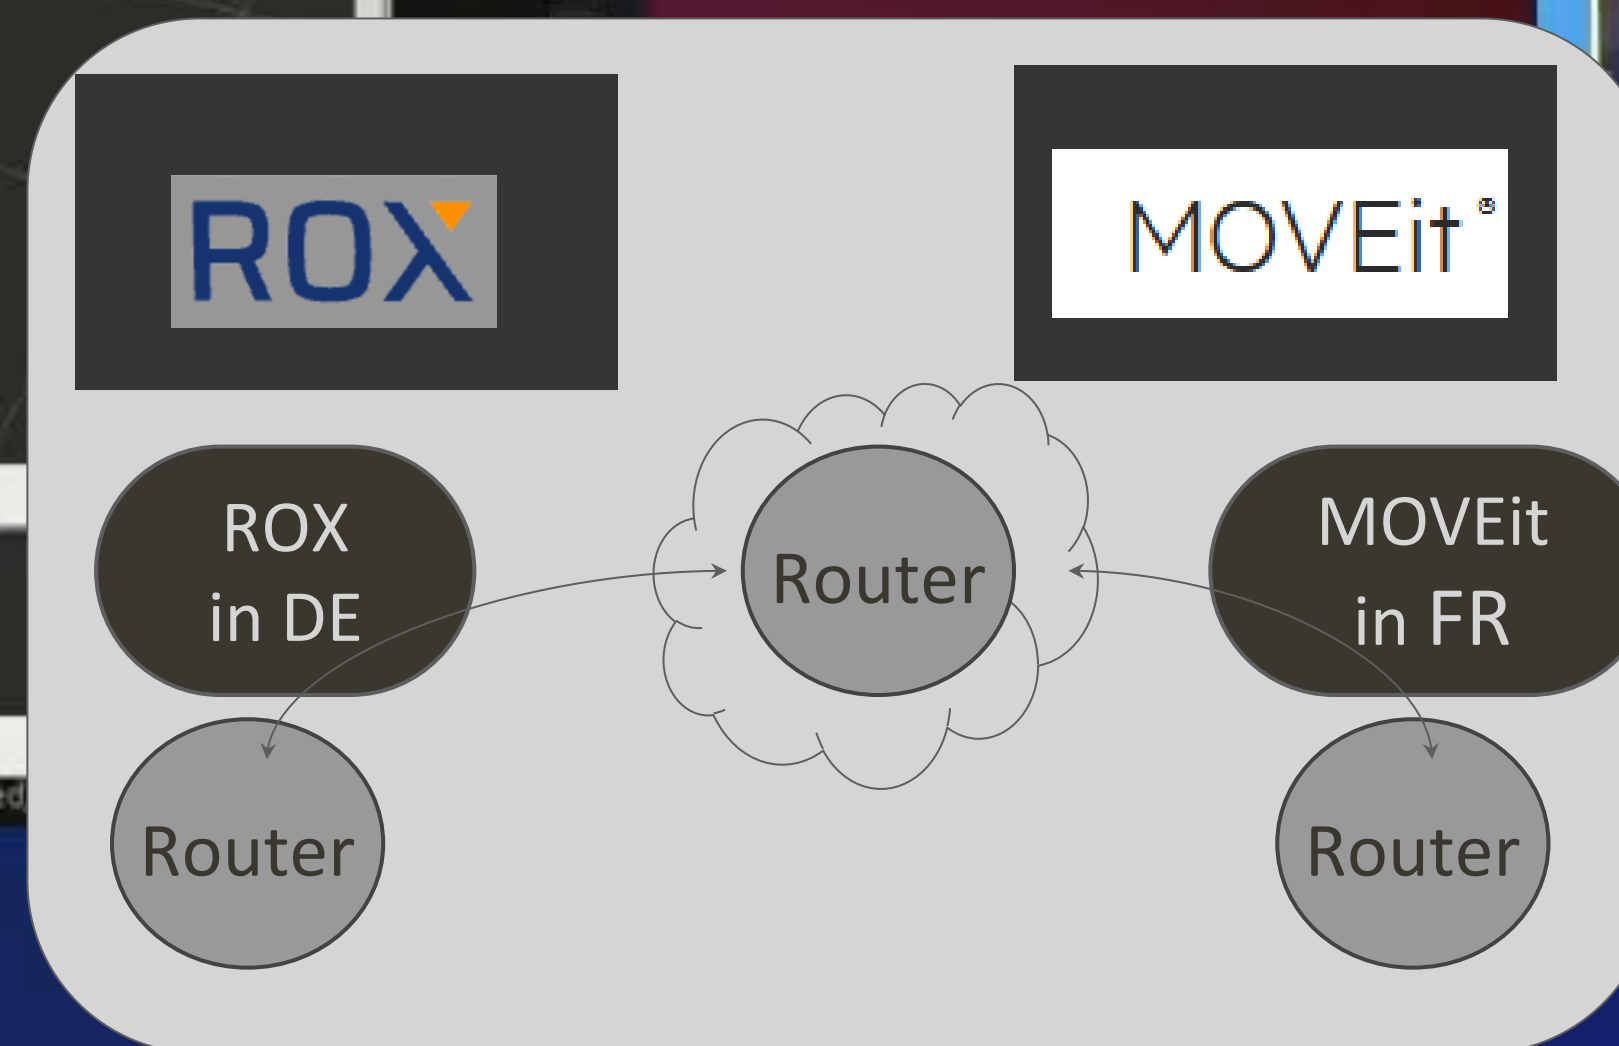 ROX
MOVEit®
ROX
in DE
Router
MOVEit
in FR
Router
Router